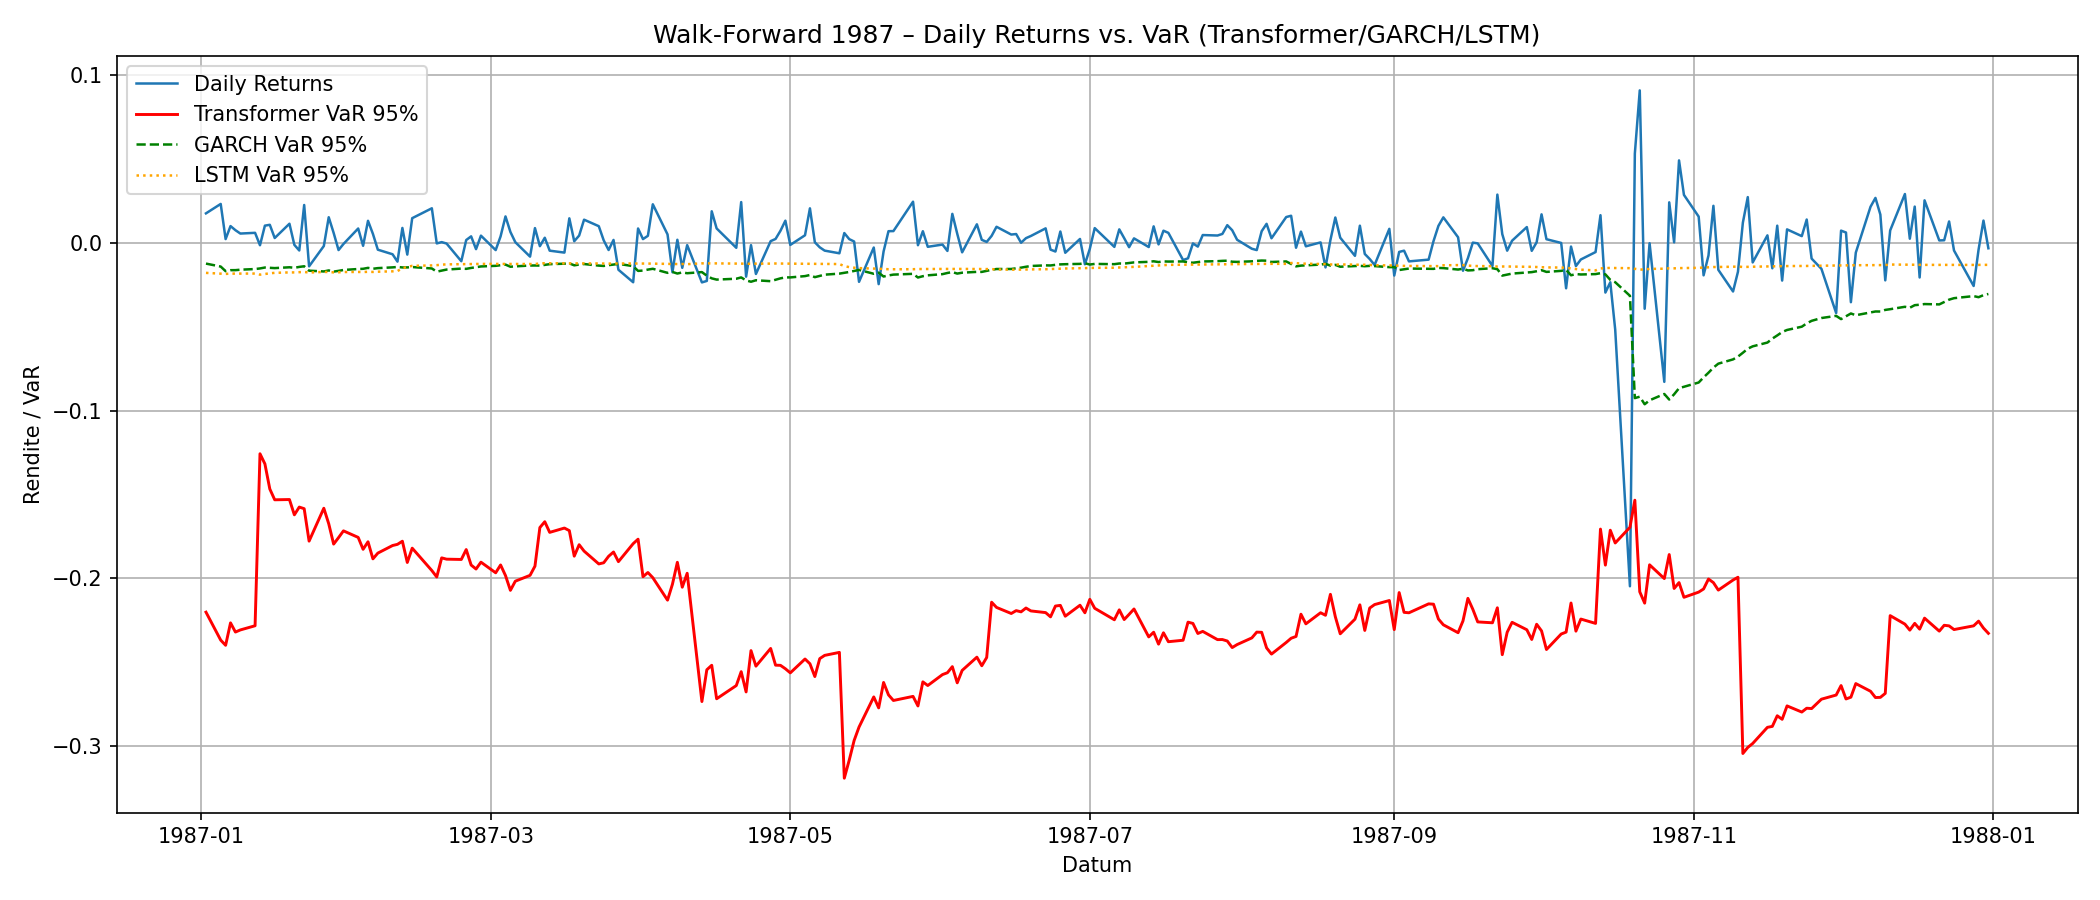 Walk-Forward 1987 – Daily Returns vs. VaR (Transformer/GARCH/LSTM)
Daily Returns
Transformer VaR 95%
GARCH VaR 95%
LSTM VaR 95%
Rendite / VaR
0.1
0.0
−0.1
−0.2
−0.3
1987-01
1987-03
1987-05
1987-07
1987-09
1987-11
1988-01
Datum